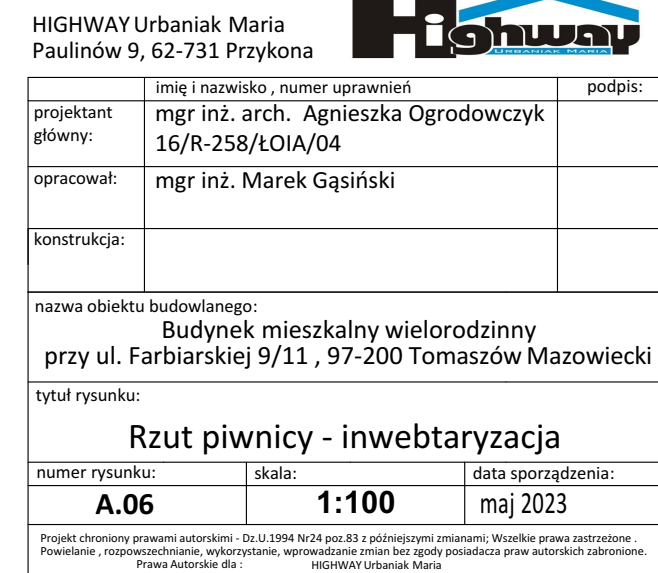 HIGHWAY Urbaniak Maria
Paulinów 9, 62-731 Przykona
Highway
URBANIAK MARIA
imię i nazwisko , numer uprawnień podpis:
projektant główny: mgr inż. arch. Agnieszka Ogrodowczyk
16/R-258/ŁOIA/04
opracował: mgr inż. Marek Gąsiński
konstrukcja:
nazwa obiektu budowlanego:
Budynek mieszkalny wielorodzinny
przy ul. Farbiarskiej 9/11 , 97-200 Tomaszów Mazowiecki
tytuł rysunku:
Rzut piwnicy - inwebtaryzacja
numer rysunku: skala: data sporządzenia:
A.06 1:100 maj 2023
Projekt chroniony prawami autorskimi - Dz.U.1994 Nr24 poz.83 z późniejszymi zmianami; Wszelkie prawa zastrzeżone .
Powielanie , rozpowszechnianie, wykorzystanie, wprowadzanie zmian bez zgody posiadacza praw autorskich zabronione.
Prawa Autorskie dla : HIGHWAY Urbaniak Maria